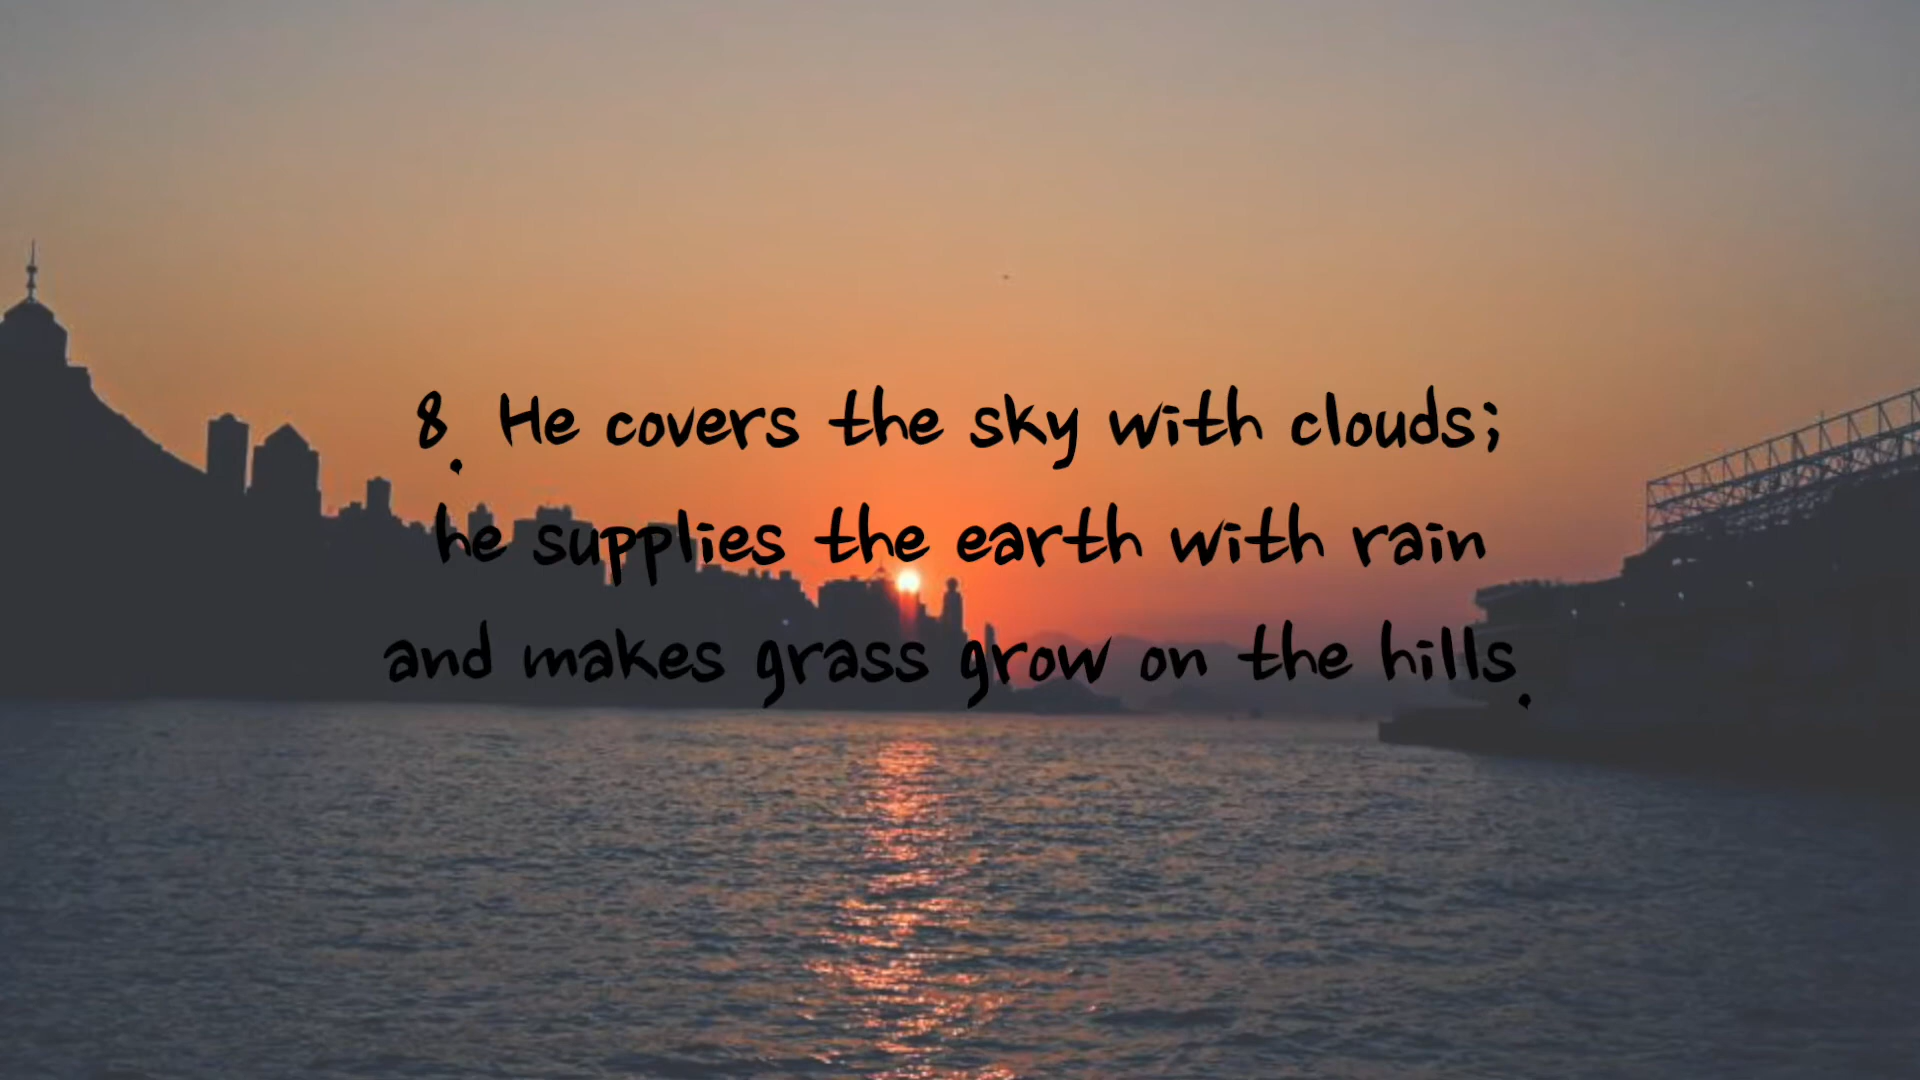 8. He covers the sky with clouds;
he supplies the earth with rain
and makes grass grow on the hills.